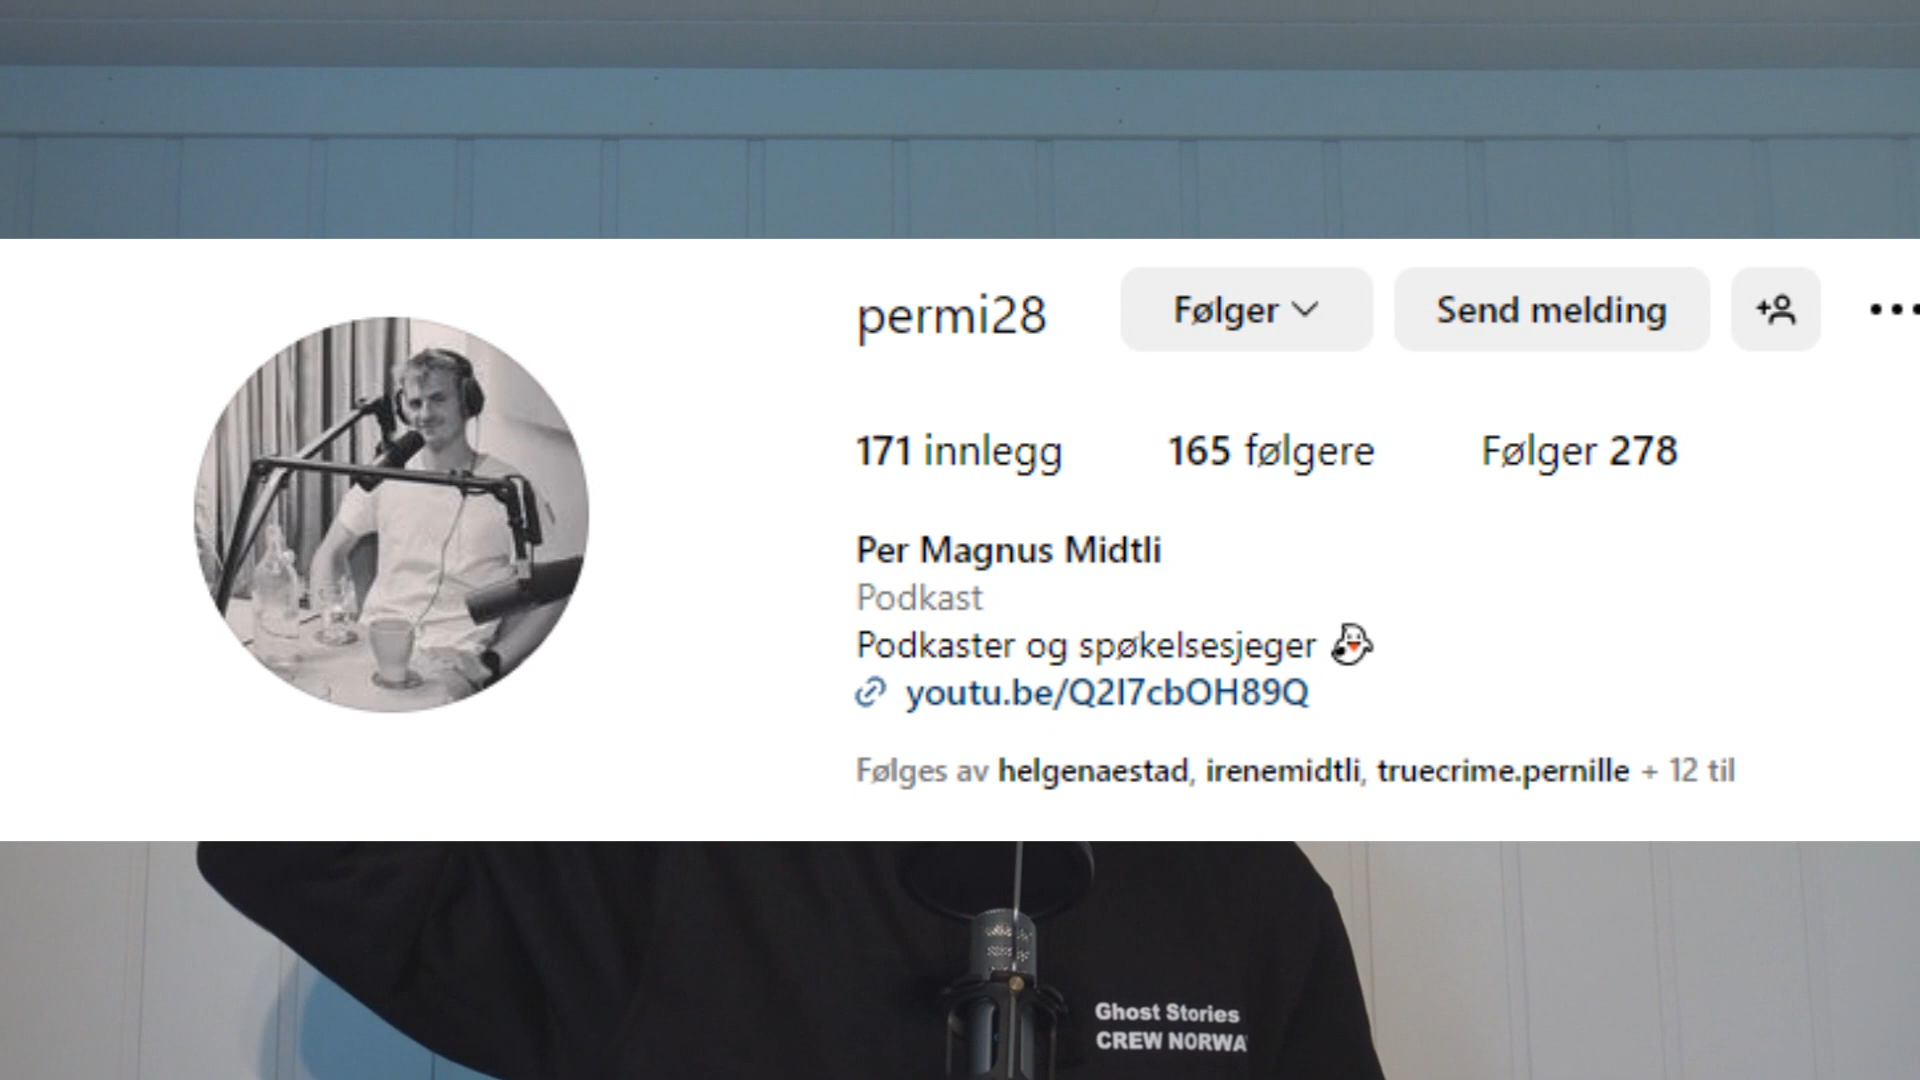 permi28 Følger Send melding
171 innlegg 165 følgere Følger 278
Per Magnus Midtli
Podkast
Podkaster og spøkelsesjeger
youtu.be/Q2I7cbOH89Q
Følges av helgenaestad, irenemidtli, truecrime.pernille + 12 til
Ghost Stories
CREW NORWA